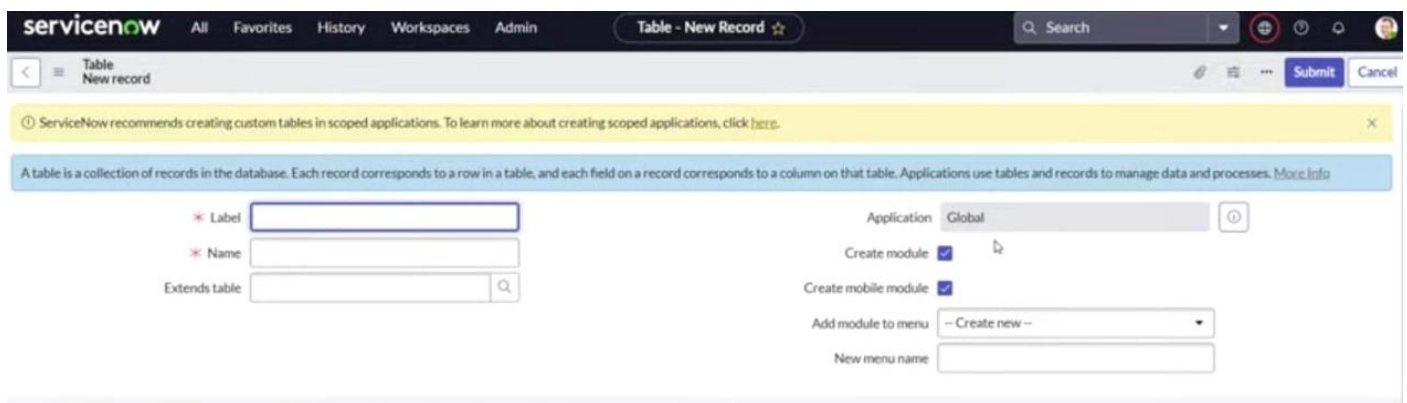 servicenow All Favorites History Workspaces Admin Table - New Record Search
Table
New record
Submit Cancel
ServiceNow recommends creating custom tables in scoped applications. To learn more about creating scoped applications, click here.
A table is a collection of records in the database. Each record corresponds to a row in a table, and each field on a record corresponds to a column on that table. Applications use tables and records to manage data and processes. More Info
* Label
* Name
Extends table
Application Global
Create module
Create mobile module
Add module to menu -- Create new --
New menu name